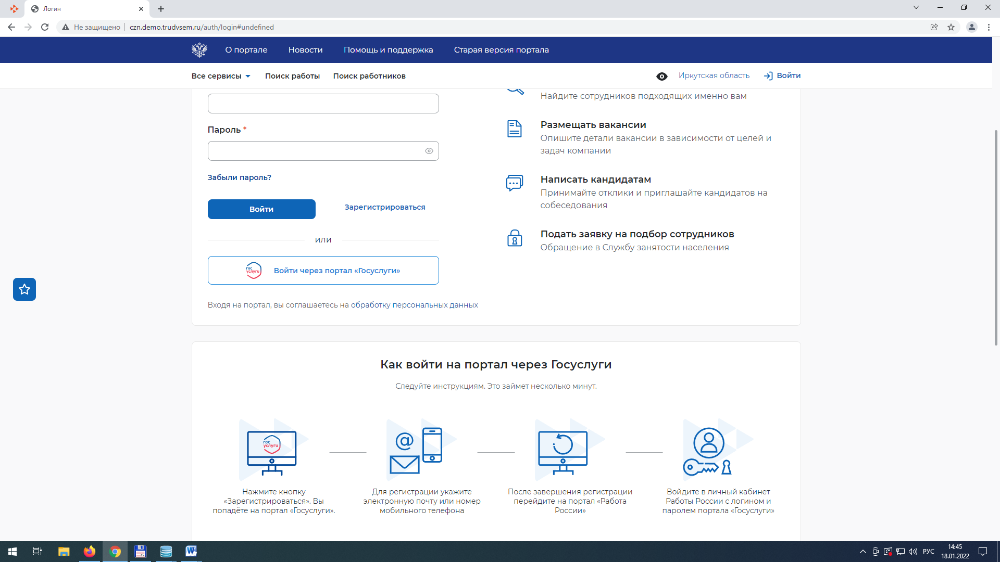 Логин
Не защищено
czn.demo.trudvsem.ru/auth/login#undefined
О портале
Новости
Помощь и поддержка
Старая версия портала
Все сервисы
Поиск работы
Поиск работников
Иркутская область
Войти
Найдите сотрудников подходящих именно вам
Пароль *
Размещать вакансии
Опишите детали вакансии в зависимости от целей и
задач компании
Забыли пароль?
Написать кандидатам
Принимайте отклики и приглашайте кандидатов на
собеседования
Войти
Зарегистрироваться
или
Подать заявку на подбор сотрудников
Обращение в Службу занятости населения
гос
услуги
Войти через портал «Госуслуги»
Входя на портал, вы соглашаетесь на обработку персональных данных
Как войти на портал через Госуслуги
Следуйте инструкциям. Это займет несколько минут.
гос
услуги
@
Нажмите кнопку
«Зарегистрироваться». Вы
попадёте на портал «Госуслуги».
Для регистрации укажите
электронную почту или номер
мобильного телефона
После завершения регистрации
перейдите на портал «Работа
России»
Войдите в личный кабинет
Работы России с логином и
паролем портала «Госуслуги»
РУС
14:45
18.01.2022